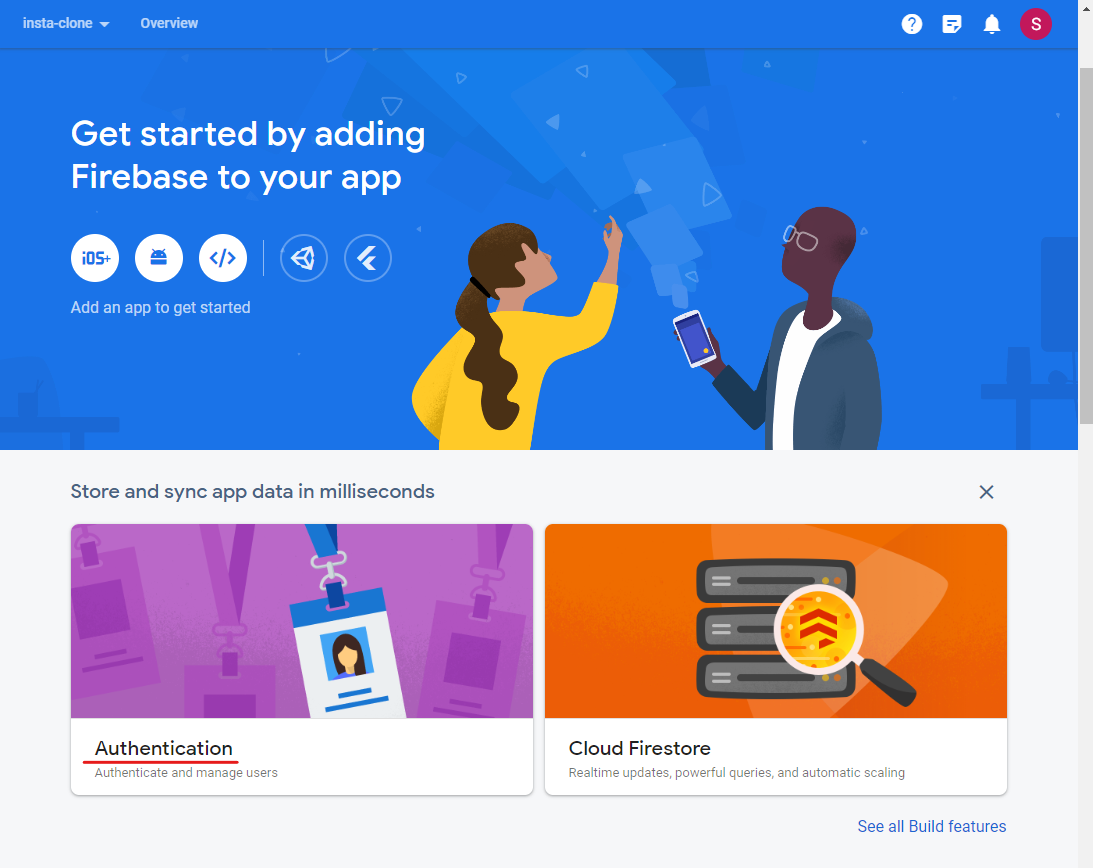 insta-clone Overview ? S
Get started by adding
Firebase to your app
iOS+ </>
Add an app to get started
Store and sync app data in milliseconds
Authentication
Authenticate and manage users
Cloud Firestore
Realtime updates, powerful queries, and automatic scaling
See all Build features